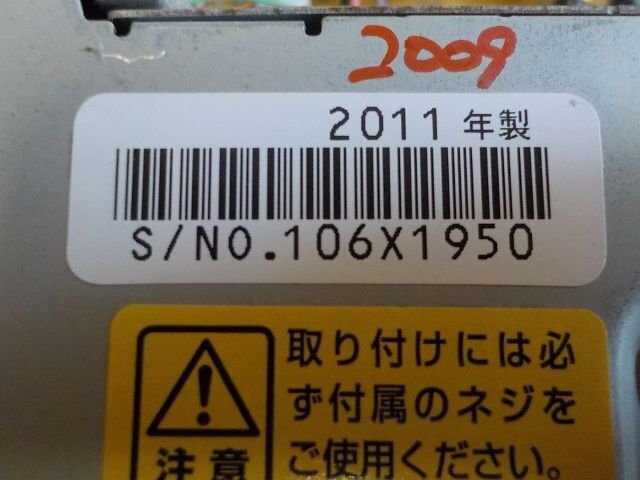 2009
2011 年製
S/NO.106X1950
取り付けには必
ず付属のネジを
注意
ご使用ください。